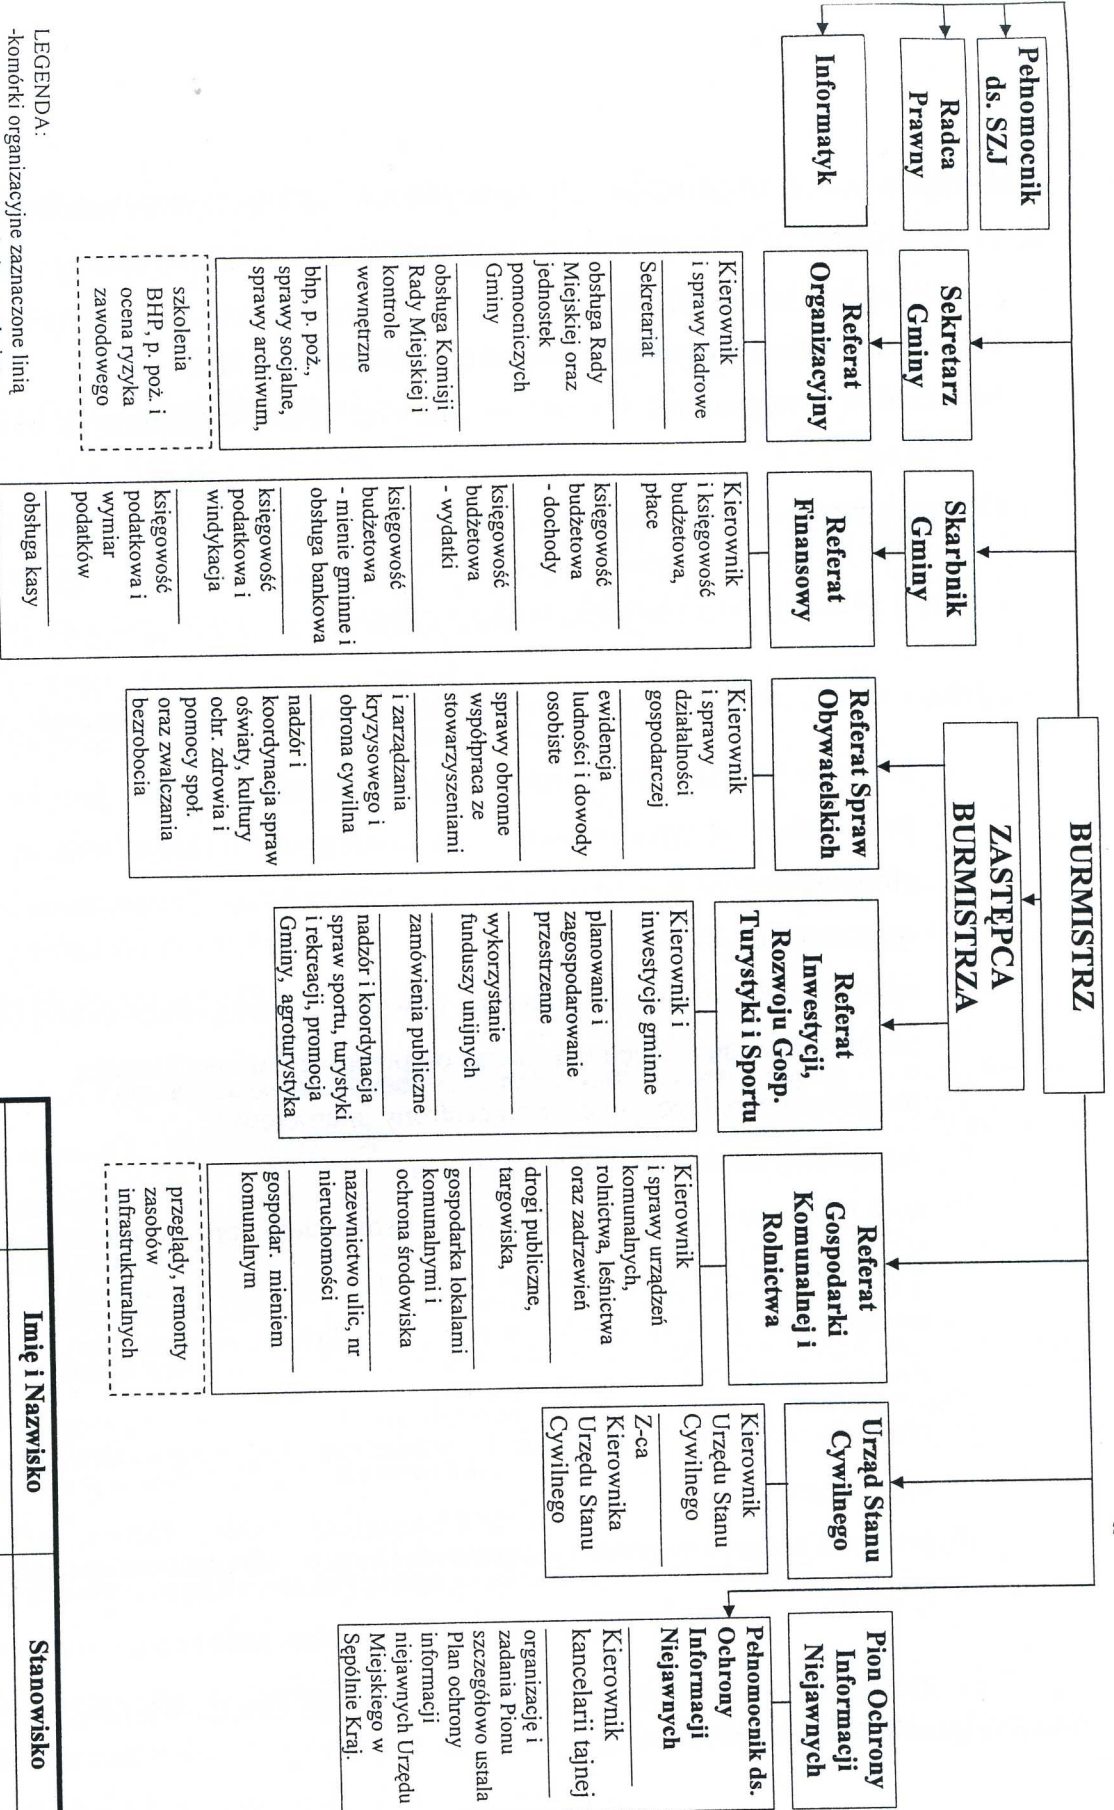 BURMISTRZ
ZASTĘPCA
BURMISTRZA
Pełnomocnik
ds. SZJ
Radca
Prawny
Informatyk
Sekretarz
Gminy
Referat
Organizacyjny
Kierownik
i sprawy kadrowe
Sekretariat
obsługa Rady
Miejskiej oraz
jednostek
pomocniczych
Gminy
obsługa Komisji
Rady Miejskiej i
kontrole
wewnętrzne
bhp, p. poż.,
sprawy socjalne,
sprawy archiwum,
szkolenia
BHP, p. poż. i
ocena ryzyka
zawodowego
Skarbnik
Gminy
Referat
Finansowy
Kierownik
i księgowość
budżetowa,
płace
księgowość
budżetowa
- dochody
księgowość
budżetowa
- wydatki
księgowość
budżetowa
- mienie gminne i
obsługa bankowa
księgowość
podatkowa i
windykacja
księgowość
podatkowa i
wymiar
podatków
obsługa kasy
Referat Spraw
Obywatelskich
Kierownik
i sprawy
działalności
gospodarczej
ewidencja
ludności i dowody
osobiste
sprawy obronne
współpraca ze
stowarzyszeniami
i zarządzania
kryzysowego i
obrona cywilna
nadzór i
koordynacja spraw
oświaty, kultury
ochr. zdrowia i
pomocy społ.
oraz zwalczania
bezrobocia
Referat
Inwestycji,
Rozwoju Gosp.
Turystyki i Sportu
Kierownik i
inwestycje gminne
planowanie i
zagospodarowanie
przestrzenne
wykorzystanie
funduszy unijnych
zamówienia publiczne
nadzór i koordynacja
spraw sportu, turystyki
i rekreacji, promocja
Gminy, agroturystyka
Referat
Gospodarki
Komunalnej i
Rolnictwa
Kierownik
i sprawy urządzeń
komunalnych,
rolnictwa, leśnictwa
oraz zadrzewień
drogi publiczne,
targowiska,
gospodarka lokalami
komunalnymi i
ochrona środowiska
nazewnictwo ulic, nr
nieruchomości
gospodar. mieniem
komunalnym
przeglądy, remonty
zasobów
infrastrukturalnych
Urząd Stanu
Cywilnego
Kierownik
Urzędu Stanu
Cywilnego
Z-ca
Kierownika
Urzędu Stanu
Cywilnego
Pion Ochrony
Informacji
Niejawnych
Pełnomocnik ds.
Ochrony
Informacji
Niejawnych
Kierownik
kancelarii tajnej
organizację i
zadania Pionu
szczegółowo ustala
Plan ochrony
informacji
niejawnych Urzędu
Miejskiego w
Sępólnie Kraj.
LEGENDA:
-komórki organizacyjne zaznaczone linią
Imię i Nazwisko
Stanowisko